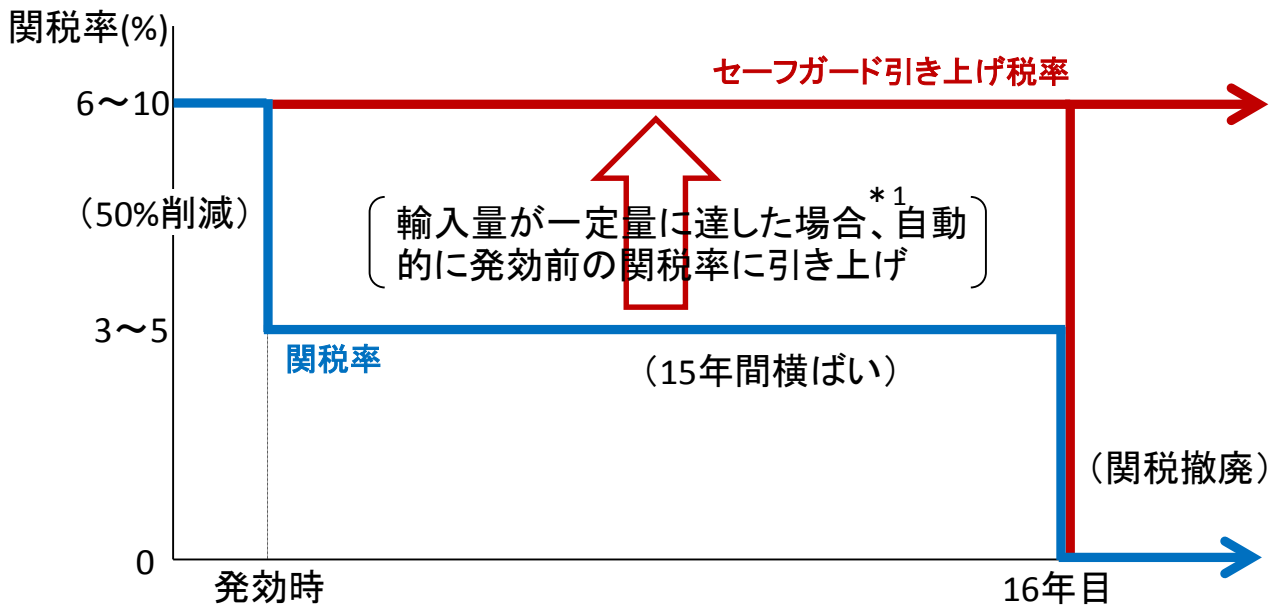 関税率(%)
セーフガード引き上げ税率
6～10
（50%削減）
輸入量が一定量に達した場合、自動
＊1
的に発効前の関税率に引き上げ
3～5
関税率
（15年間横ばい）
（関税撤廃）
0
発効時
16年目